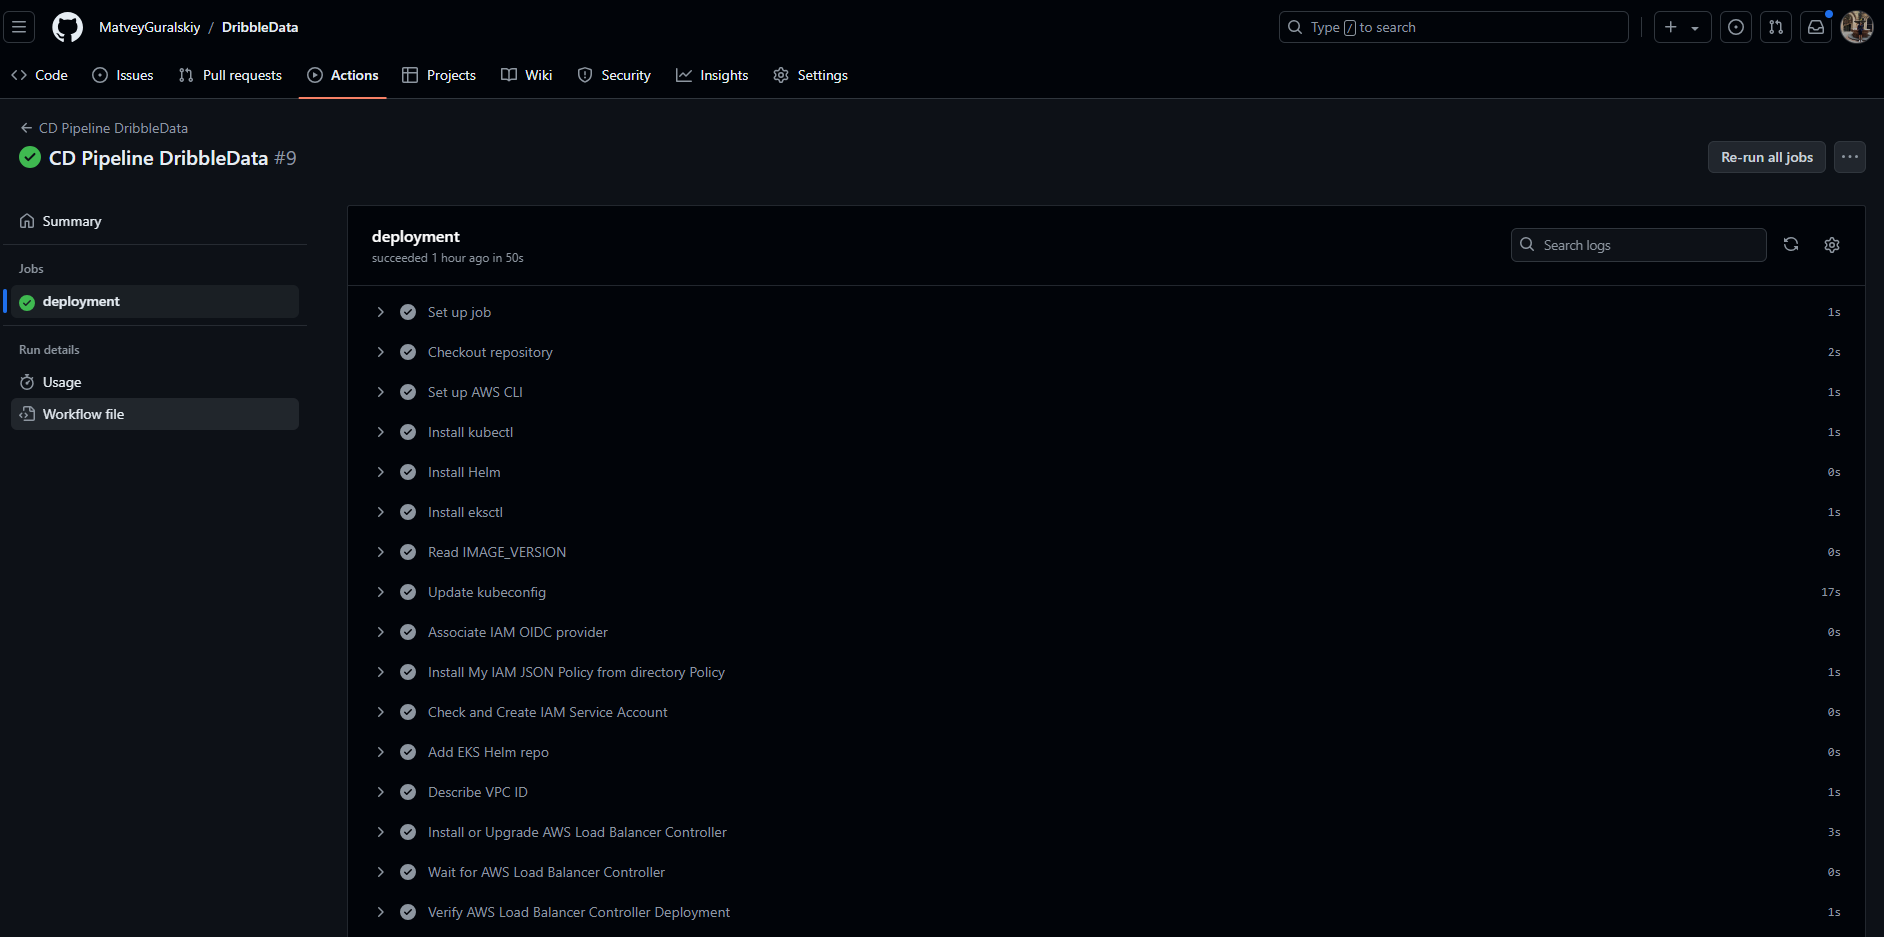 MatveyGuralskiy / DribbleData
Type / to search
Code Issues Pull requests Actions Projects Wiki Security Insights Settings
CD Pipeline DribbleData
CD Pipeline DribbleData #9
Re-run all jobs
Summary
Jobs
deployment
Run details
Usage
Workflow file
deployment
succeeded 1 hour ago in 50s
Search logs
Set up job 1s
Checkout repository 2s
Set up AWS CLI 1s
Install kubectl 1s
Install Helm 0s
Install eksctl 1s
Read IMAGE_VERSION 0s
Update kubeconfig 17s
Associate IAM OIDC provider 0s
Install My IAM JSON Policy from directory Policy 1s
Check and Create IAM Service Account 0s
Add EKS Helm repo 0s
Describe VPC ID 1s
Install or Upgrade AWS Load Balancer Controller 3s
Wait for AWS Load Balancer Controller 0s
Verify AWS Load Balancer Controller Deployment 1s